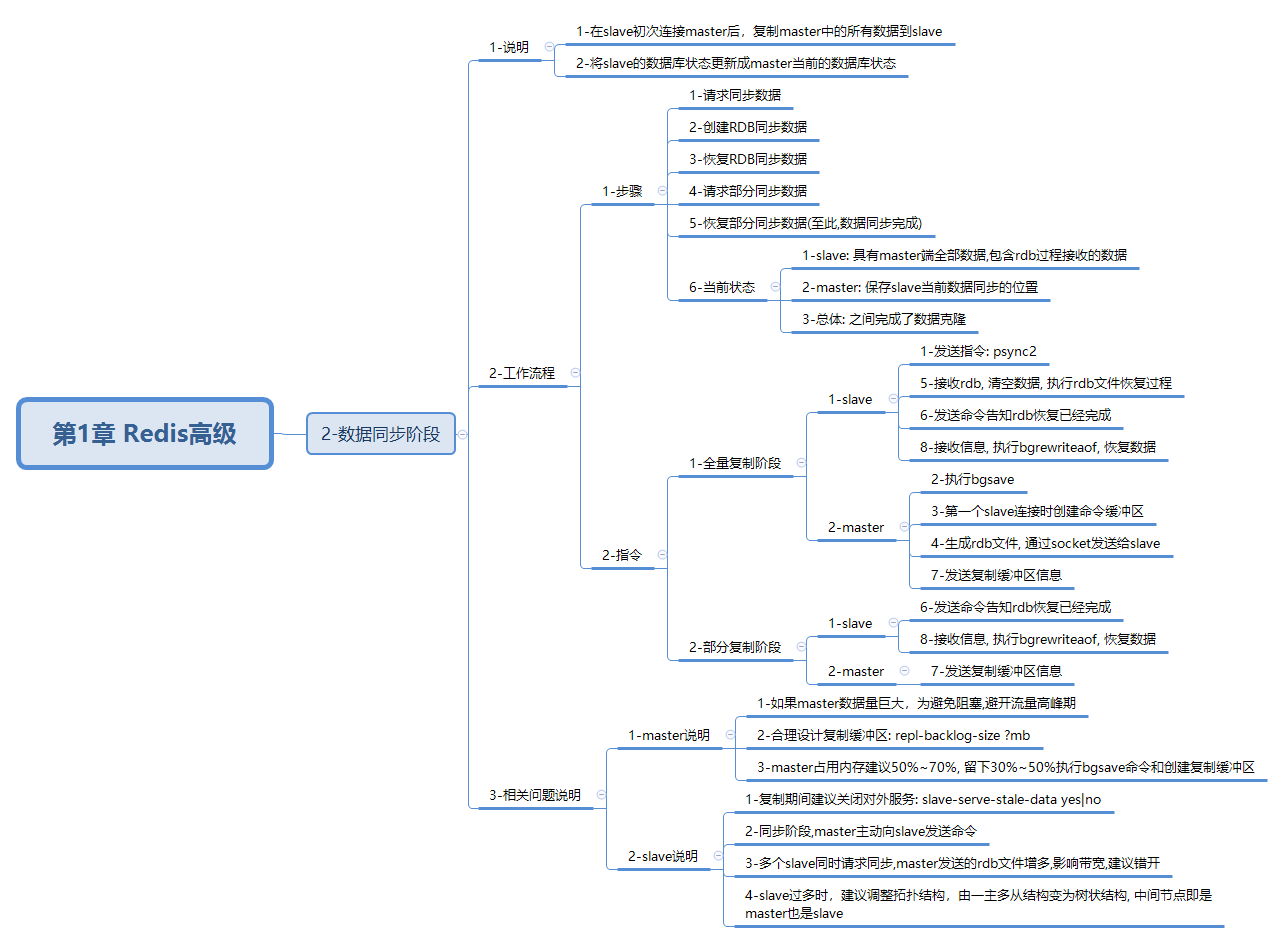 第1章 Redis高级
2-数据同步阶段
1-说明
1-在slave初次连接master后，复制master中的所有数据到slave
2-将slave的数据库状态更新成master当前的数据库状态
2-工作流程
1-步骤
1-请求同步数据
2-创建RDB同步数据
3-恢复RDB同步数据
4-请求部分同步数据
5-恢复部分同步数据(至此,数据同步完成)
6-当前状态
1-slave: 具有master端全部数据,包含rdb过程接收的数据
2-master: 保存slave当前数据同步的位置
3-总体: 之间完成了数据克隆
2-指令
1-全量复制阶段
1-slave
1-发送指令: psync2
5-接收rdb, 清空数据, 执行rdb文件恢复过程
6-发送命令告知rdb恢复已经完成
8-接收信息, 执行bgrewriteaof, 恢复数据
2-master
2-执行bgsave
3-第一个slave连接时创建命令缓冲区
4-生成rdb文件, 通过socket发送给slave
7-发送复制缓冲区信息
2-部分复制阶段
1-slave
6-发送命令告知rdb恢复已经完成
8-接收信息, 执行bgrewriteaof, 恢复数据
2-master
7-发送复制缓冲区信息
3-相关问题说明
1-master说明
1-如果master数据量巨大，为避免阻塞,避开流量高峰期
2-合理设计复制缓冲区: repl-backlog-size ?mb
3-master占用内存建议50%~70%, 留下30%~50%执行bgsave命令和创建复制缓冲区
2-slave说明
1-复制期间建议关闭对外服务: slave-serve-stale-data yes|no
2-同步阶段,master主动向slave发送命令
3-多个slave同时请求同步,master发送的rdb文件增多,影响带宽,建议错开
4-slave过多时，建议调整拓扑结构，由一主多从结构变为树状结构, 中间节点即是
master也是slave